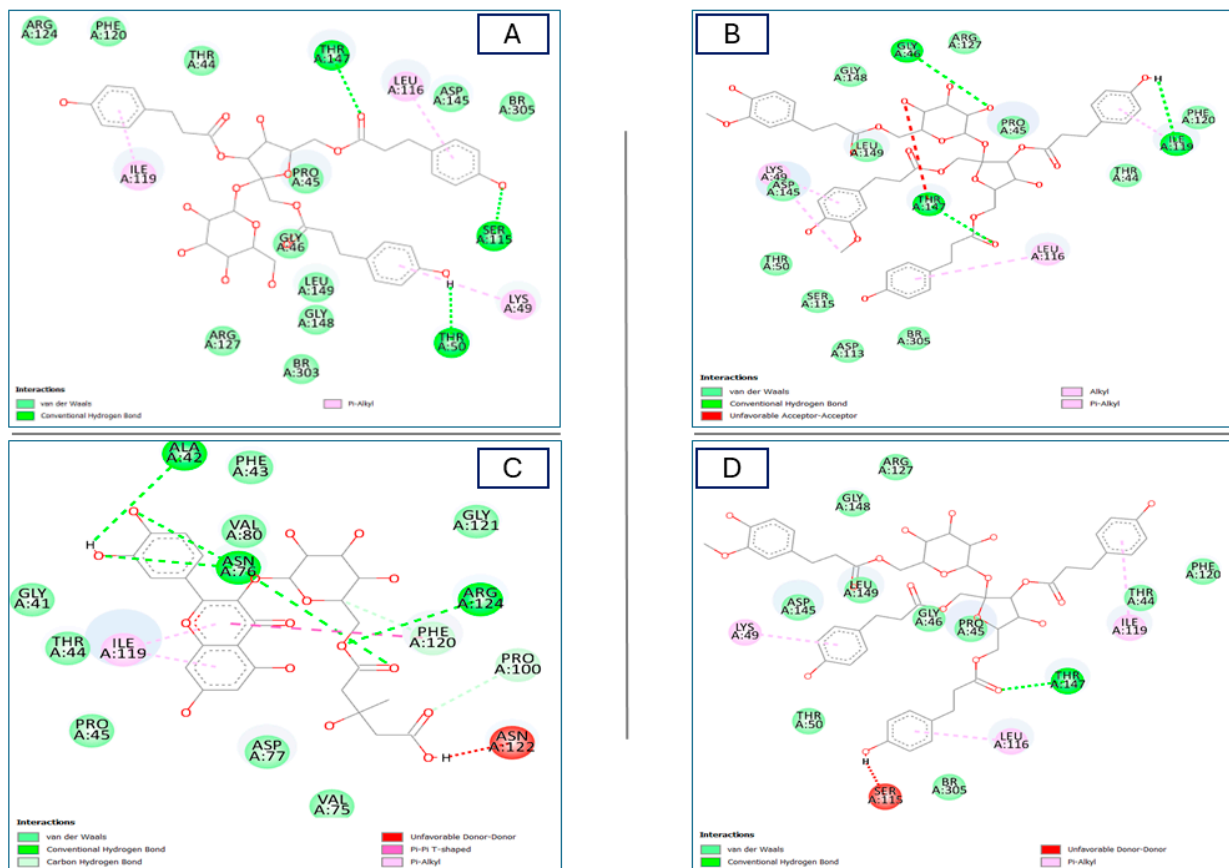 A
ARG
A:124
PHE
A:120
THR
A:44
THR
A:147
LEU
A:116
ASP
A:145
BR
A:305
ILE
A:119
PRO
A:45
SER
A:115
GLY
A:46
LEU
A:149
LYS
A:49
GLY
A:148
ARG
A:127
THR
A:50
BR
A:303
H
Interactions
van der Waals
Conventional Hydrogen Bond
Pi-Alkyl
B
GLY
A:46
ARG
A:127
GLY
A:148
H
PHE
A:120
PRO
A:45
ILE
A:119
LEU
A:149
THR
A:44
LYS
A:49
ASP
A:145
THR
A:147
LEU
A:116
THR
A:50
SER
A:115
BR
A:305
ASP
A:113
Interactions
van der Waals
Conventional Hydrogen Bond
Unfavorable Acceptor-Acceptor
Alkyl
Pi-Alkyl
C
ALA
A:42
PHE
A:43
VAL
A:80
GLY
A:121
H
ASN
A:76
GLY
A:41
ARG
A:124
THR
A:44
ILE
A:119
PHE
A:120
PRO
A:100
PRO
A:45
ASP
A:77
ASN
A:122
H
VAL
A:75
Interactions
van der Waals
Conventional Hydrogen Bond
Carbon Hydrogen Bond
Unfavorable Donor-Donor
Pi-Pi T-shaped
Pi-Alkyl
D
ARG
A:127
GLY
A:148
PHE
A:120
ASP
A:145
LEU
A:149
THR
A:44
GLY
A:46
PRO
A:45
ILE
A:119
LYS
A:49
THR
A:147
THR
A:50
LEU
A:116
H
SER
A:115
BR
A:305
Interactions
van der Waals
Conventional Hydrogen Bond
Unfavorable Donor-Donor
Pi-Alkyl